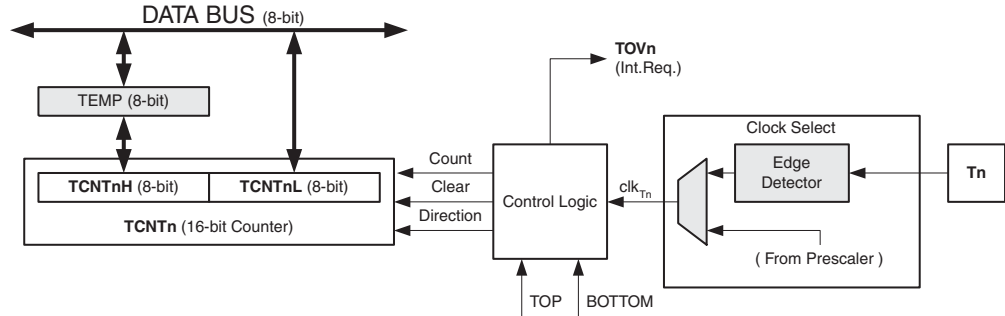 DATA BUS (8-bit)
TEMP (8-bit)
TCNTnH (8-bit)
TCNTnL (8-bit)
TCNTn (16-bit Counter)
Count
Clear
Direction
TOVn
(Int.Req.)
Control Logic
TOP
BOTTOM
clkTn
Clock Select
Edge
Detector
( From Prescaler )
Tn